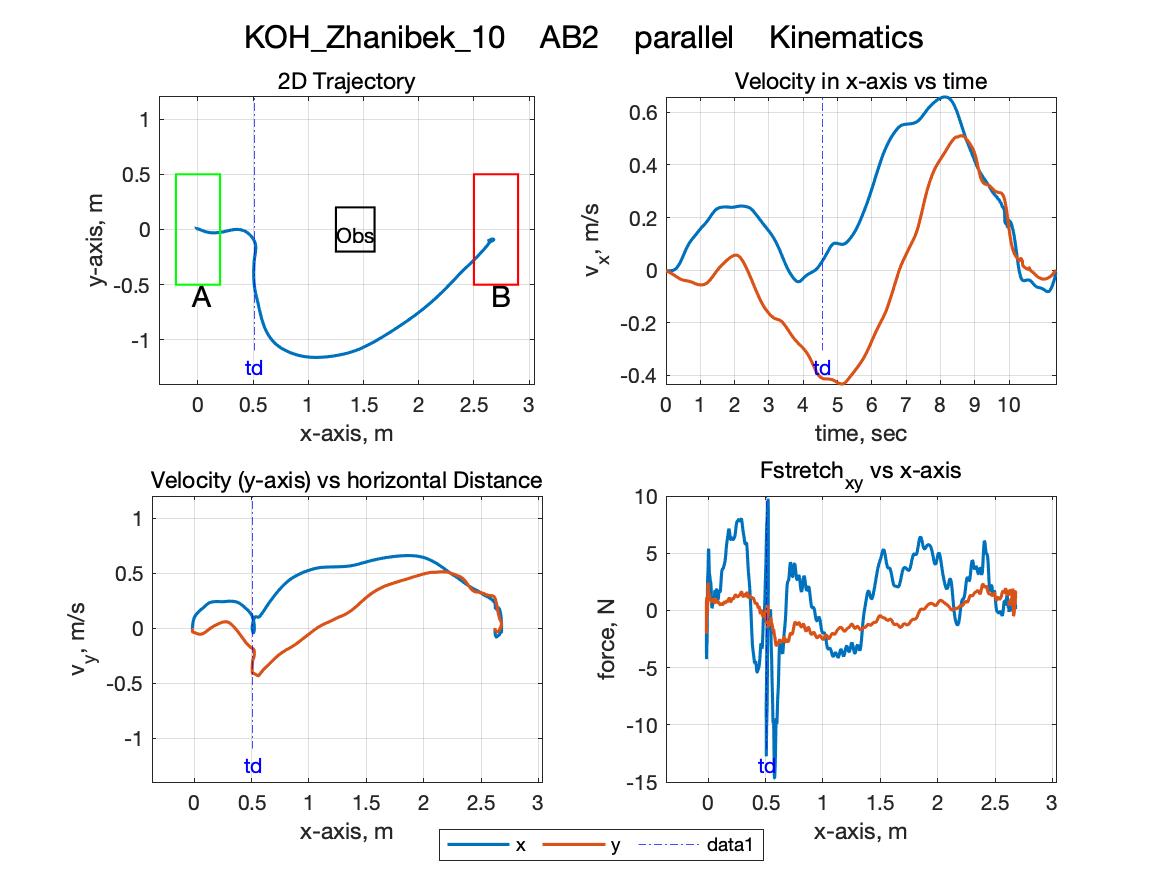 KOH_Zhanibek_10 AB2 parallel Kinematics
2D Trajectory
y-axis, m
1
0.5
0
-0.5
-1
A
Obs
B
td
0 0.5 1 1.5 2 2.5 3
x-axis, m
Velocity in x-axis vs time
vx, m/s
0.6
0.4
0.2
0
-0.2
-0.4
td
0 1 2 3 4 5 6 7 8 9 10
time, sec
Velocity (y-axis) vs horizontal Distance
vy, m/s
1
0.5
0
-0.5
-1
td
0 0.5 1 1.5 2 2.5 3
x-axis, m
Fstretchxy vs x-axis
force, N
10
5
0
-5
-10
-15
td
0 0.5 1 1.5 2 2.5 3
x-axis, m
x y data1